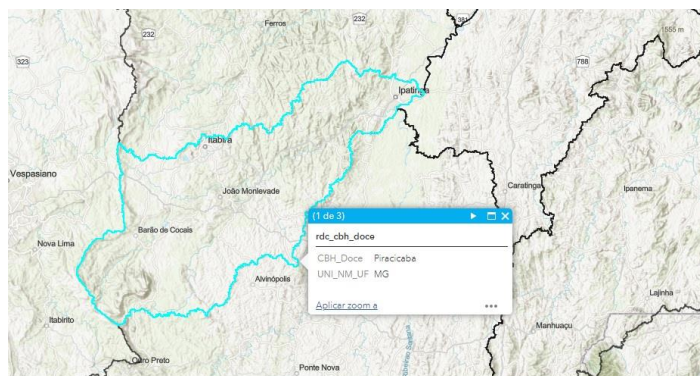 232
381
1555 m
Ferros
323
232
788
Ipatinga
Itabira
Vespasiano
Caratinga
Ipanema
João Monlevade
(1 de 3)
Barão de Cocais
rdc_cbh_doce
Nova Lima
CBH_Doce Piracicaba
UNI_NM_UF MG
Alvinópolis
Lajinha
Aplicar zoom a
Itabirito
Manhuaçu
Ouro Preto
Ponte Nova